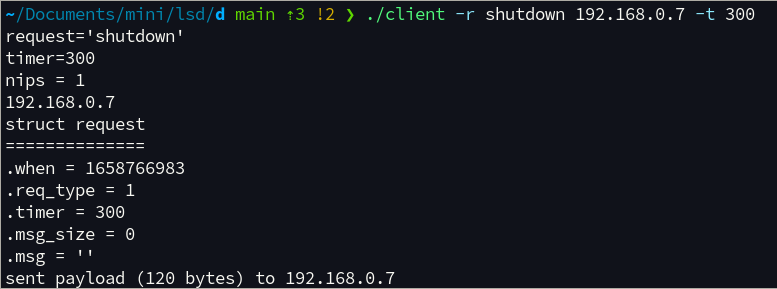 ~/Documents/mini/lsd/d main ⇡3 !2 ❯ ./client -r shutdown 192.168.0.7 -t 300
request='shutdown'
timer=300
nips = 1
192.168.0.7
struct request
==============
.when = 1658766983
.req_type = 1
.timer = 300
.msg_size = 0
.msg = ''
sent payload (120 bytes) to 192.168.0.7